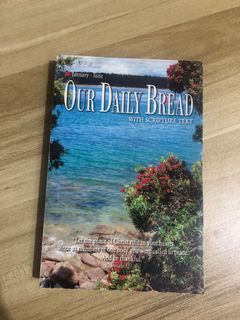 January - June
OUR DAILY BREAD
WITH SCRIPTURE TEXT
"Let the peace of Christ rule in your hearts,
since as members of one body you were called to peace.
And be thankful."